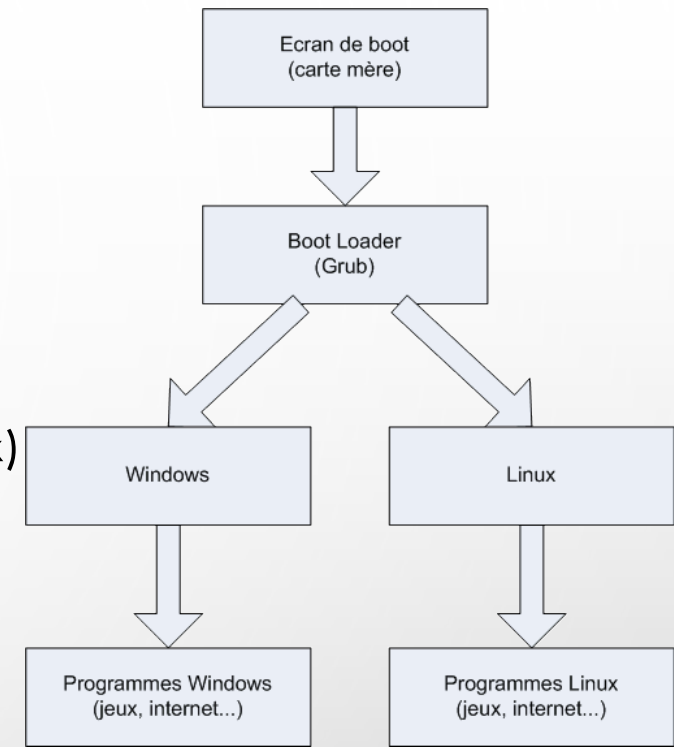 Ecran de boot
(carte mère)
Boot Loader
(Grub)
)
Windows
Linux
Programmes Windows
(jeux, internet...)
Programmes Linux
(jeux, internet...)